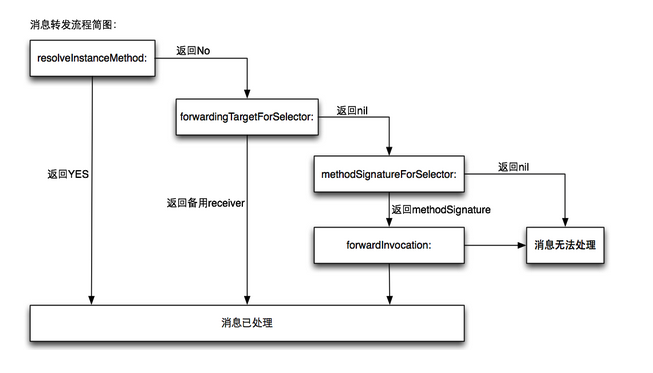 消息转发流程简图：
resolveInstanceMethod:
返回No
forwardingTargetForSelector:
返回nil
methodSignatureForSelector:
返回nil
返回YES
返回备用receiver
返回methodSignature
forwardInvocation:
消息无法处理
消息已处理